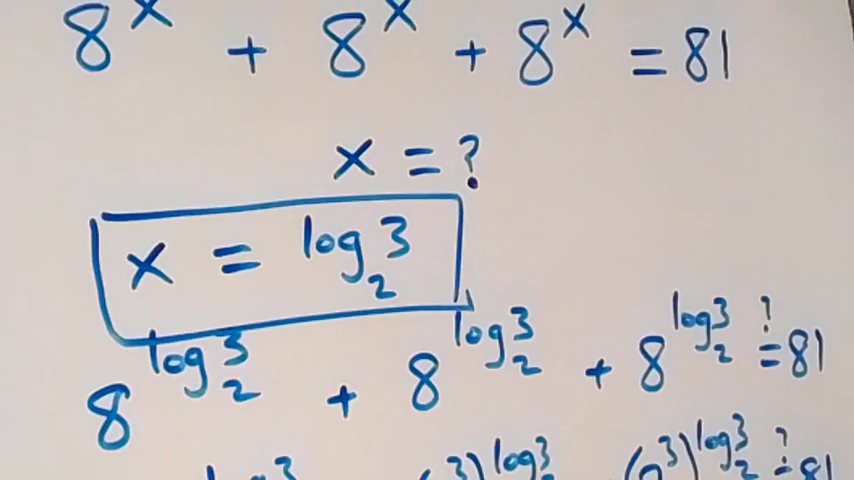 8^x + 8^x + 8^x = 81
x = ?
x = log_2 3
8^(log_2 3) + 8^(log_2 3) + 8^(log_2 3) ?= 81